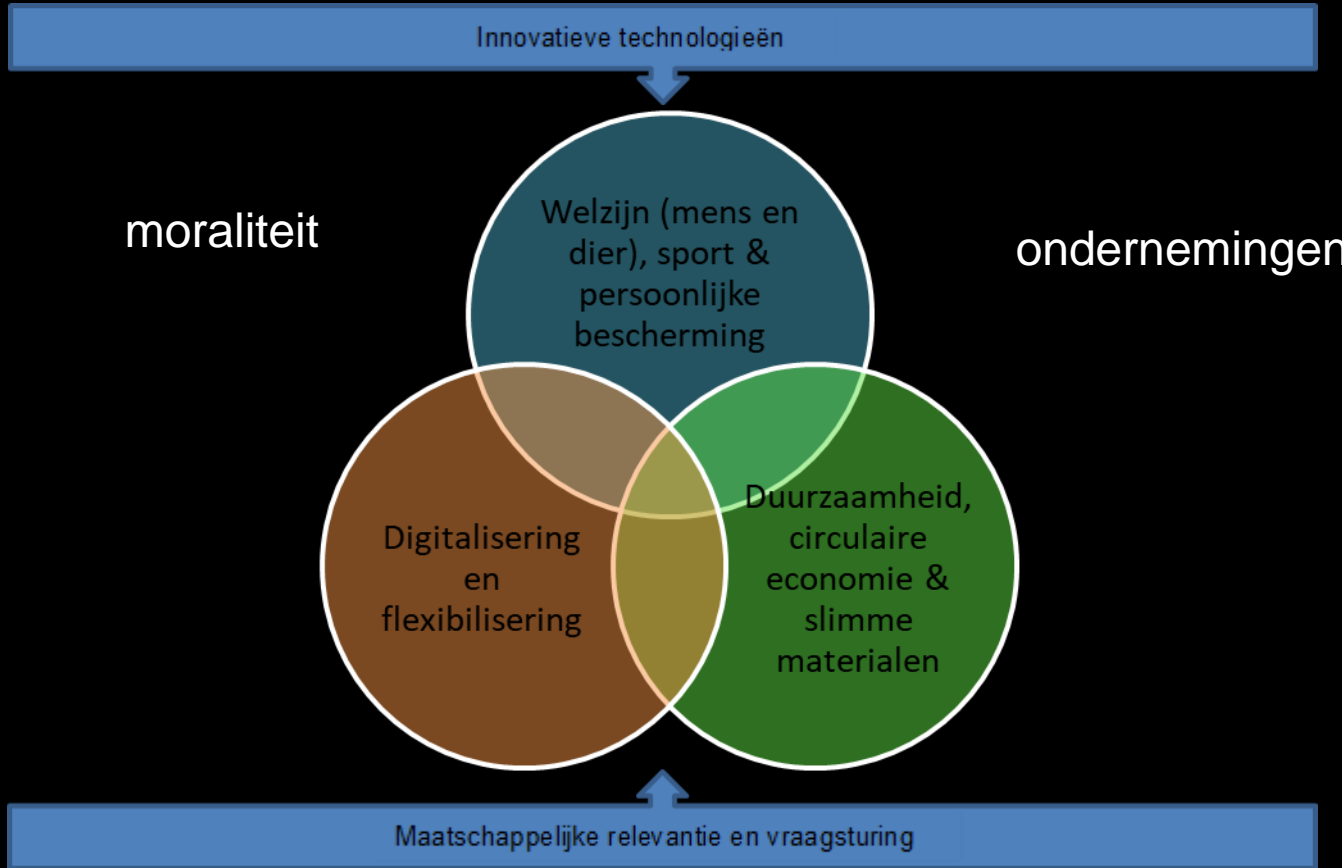 Innovatieve technologieën
moraliteit
ondernemingen
Welzijn (mens en
dier), sport &
persoonlijke
bescherming
Digitalisering
en
flexibilisering
Duurzaamheid,
circulaire
economie &
slimme
materialen
Maatschappelijke relevantie en vraagsturing